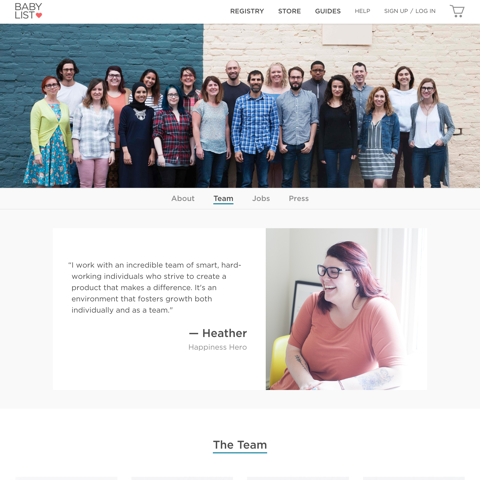 BABY
LIST
REGISTRY STORE GUIDES HELP SIGN UP / LOG IN
About Team Jobs Press
“I work with an incredible team of smart, hard-
working individuals who strive to create a
product that makes a difference. It's an
environment that fosters growth both
individually and as a team.”
— Heather
Happiness Hero
The Team